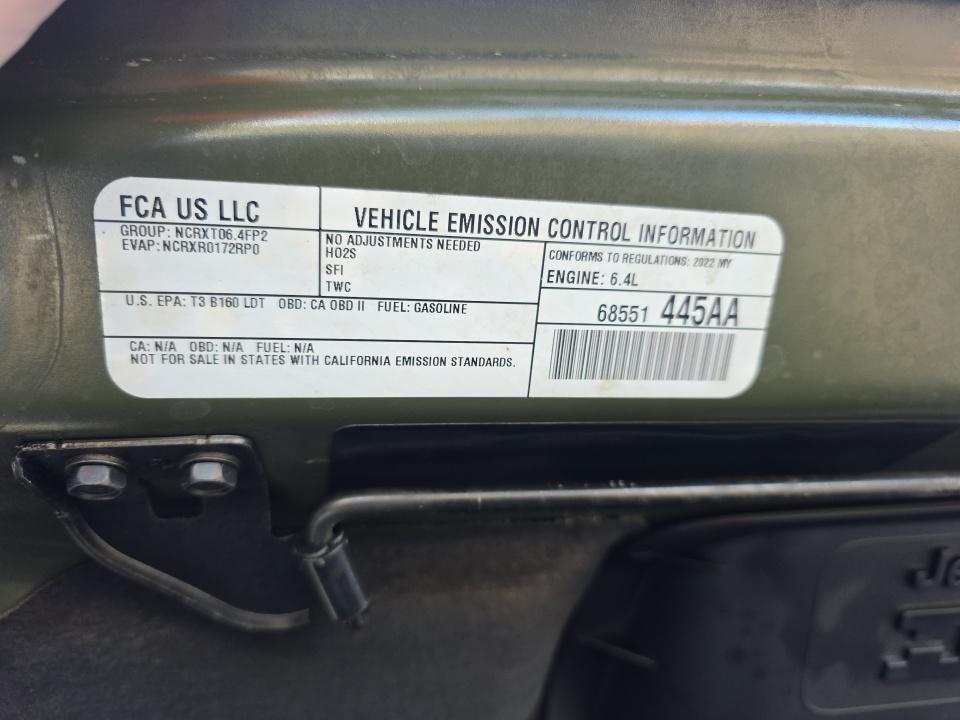 FCA US LLC
VEHICLE EMISSION CONTROL INFORMATION
GROUP: NCRXT06.4FP2
EVAP: NCRXR0172RP0
NO ADJUSTMENTS NEEDED
HO2S
SFI
TWC
CONFORMS TO REGULATIONS: 2022 MY
ENGINE: 6.4L
U.S. EPA: T3 B160 LDT OBD: CA OBD II FUEL: GASOLINE
68551 445AA
CA: N/A OBD: N/A FUEL: N/A
NOT FOR SALE IN STATES WITH CALIFORNIA EMISSION STANDARDS.